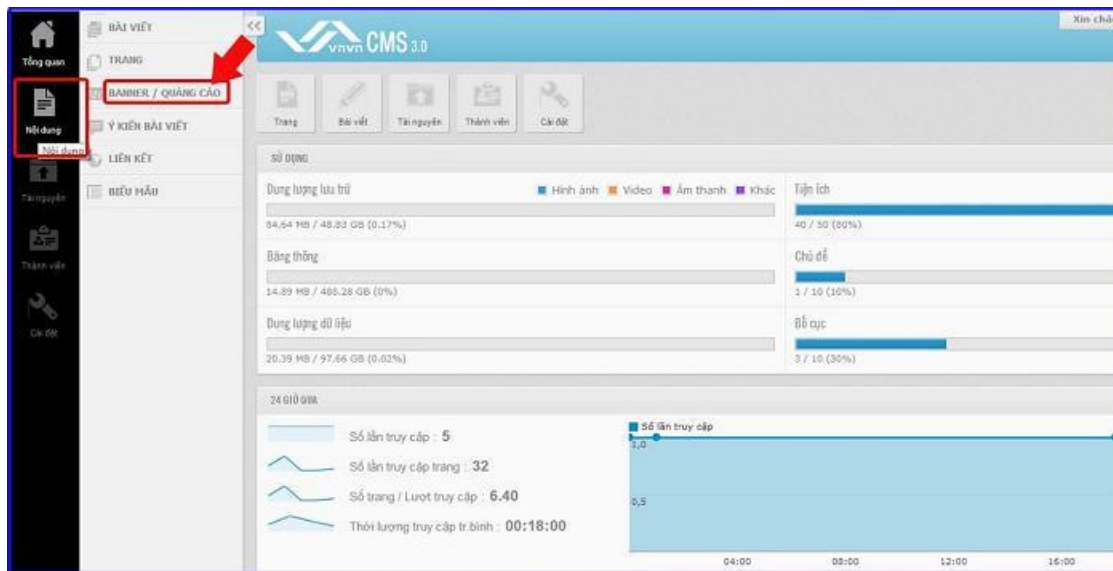 Tổng quan
Nội dung
Nội dung
Tài nguyên
Thành viên
Cài đặt
BÀI VIẾT
TRANG
BANNER / QUẢNG CÁO
Ý KIẾN BÀI VIẾT
LIÊN KẾT
BIỂU MẪU
<<
vnvn CMS 3.0
Xin chà
Trang
Bài viết
Tài nguyên
Thành viên
Cài đặt
SỬ DỤNG
Dung lượng lưu trữ
Hình ảnh Video Âm thanh Khác
84.64 MB / 48.83 GB (0.17%)
Băng thông
14.89 MB / 488.28 GB (0%)
Dung lượng dữ liệu
20.39 MB / 97.66 GB (0.02%)
Tiện ích
40 / 50 (80%)
Chủ đề
1 / 10 (10%)
Bố cục
3 / 10 (30%)
24 GIỜ QUA
Số lần truy cập : 5
Số lần truy cập trang : 32
Số trang / Lượt truy cập : 6.40
Thời lượng truy cập tr.bình : 00:18:00
Số lần truy cập
1,0
0,5
04:00 08:00 12:00 16:00